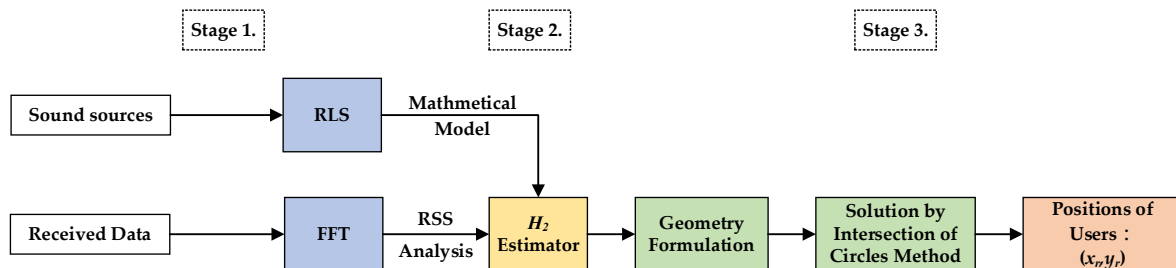 Stage 1.
Stage 2.
Stage 3.
Sound sources
RLS
Mathmetical
Model
Received Data
FFT
RSS
Analysis
H2
Estimator
Geometry
Formulation
Solution by
Intersection of
Circles Method
Positions of
Users :
(xr,yr)